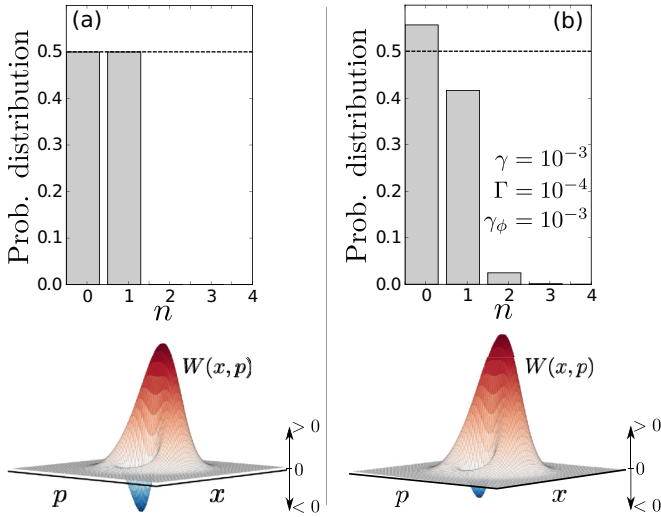 (a)
Prob. distribution
0.5
0.4
0.3
0.2
0.1
0.0
0 1 2 3 4
n
W(x, p)
p
x
> 0
0
< 0
(b)
Prob. distribution
0.5
0.4
0.3
0.2
0.1
0.0
γ = 10⁻³
Γ = 10⁻⁴
γ_ϕ = 10⁻³
0 1 2 3 4
n
W(x, p)
p
x
> 0
0
< 0